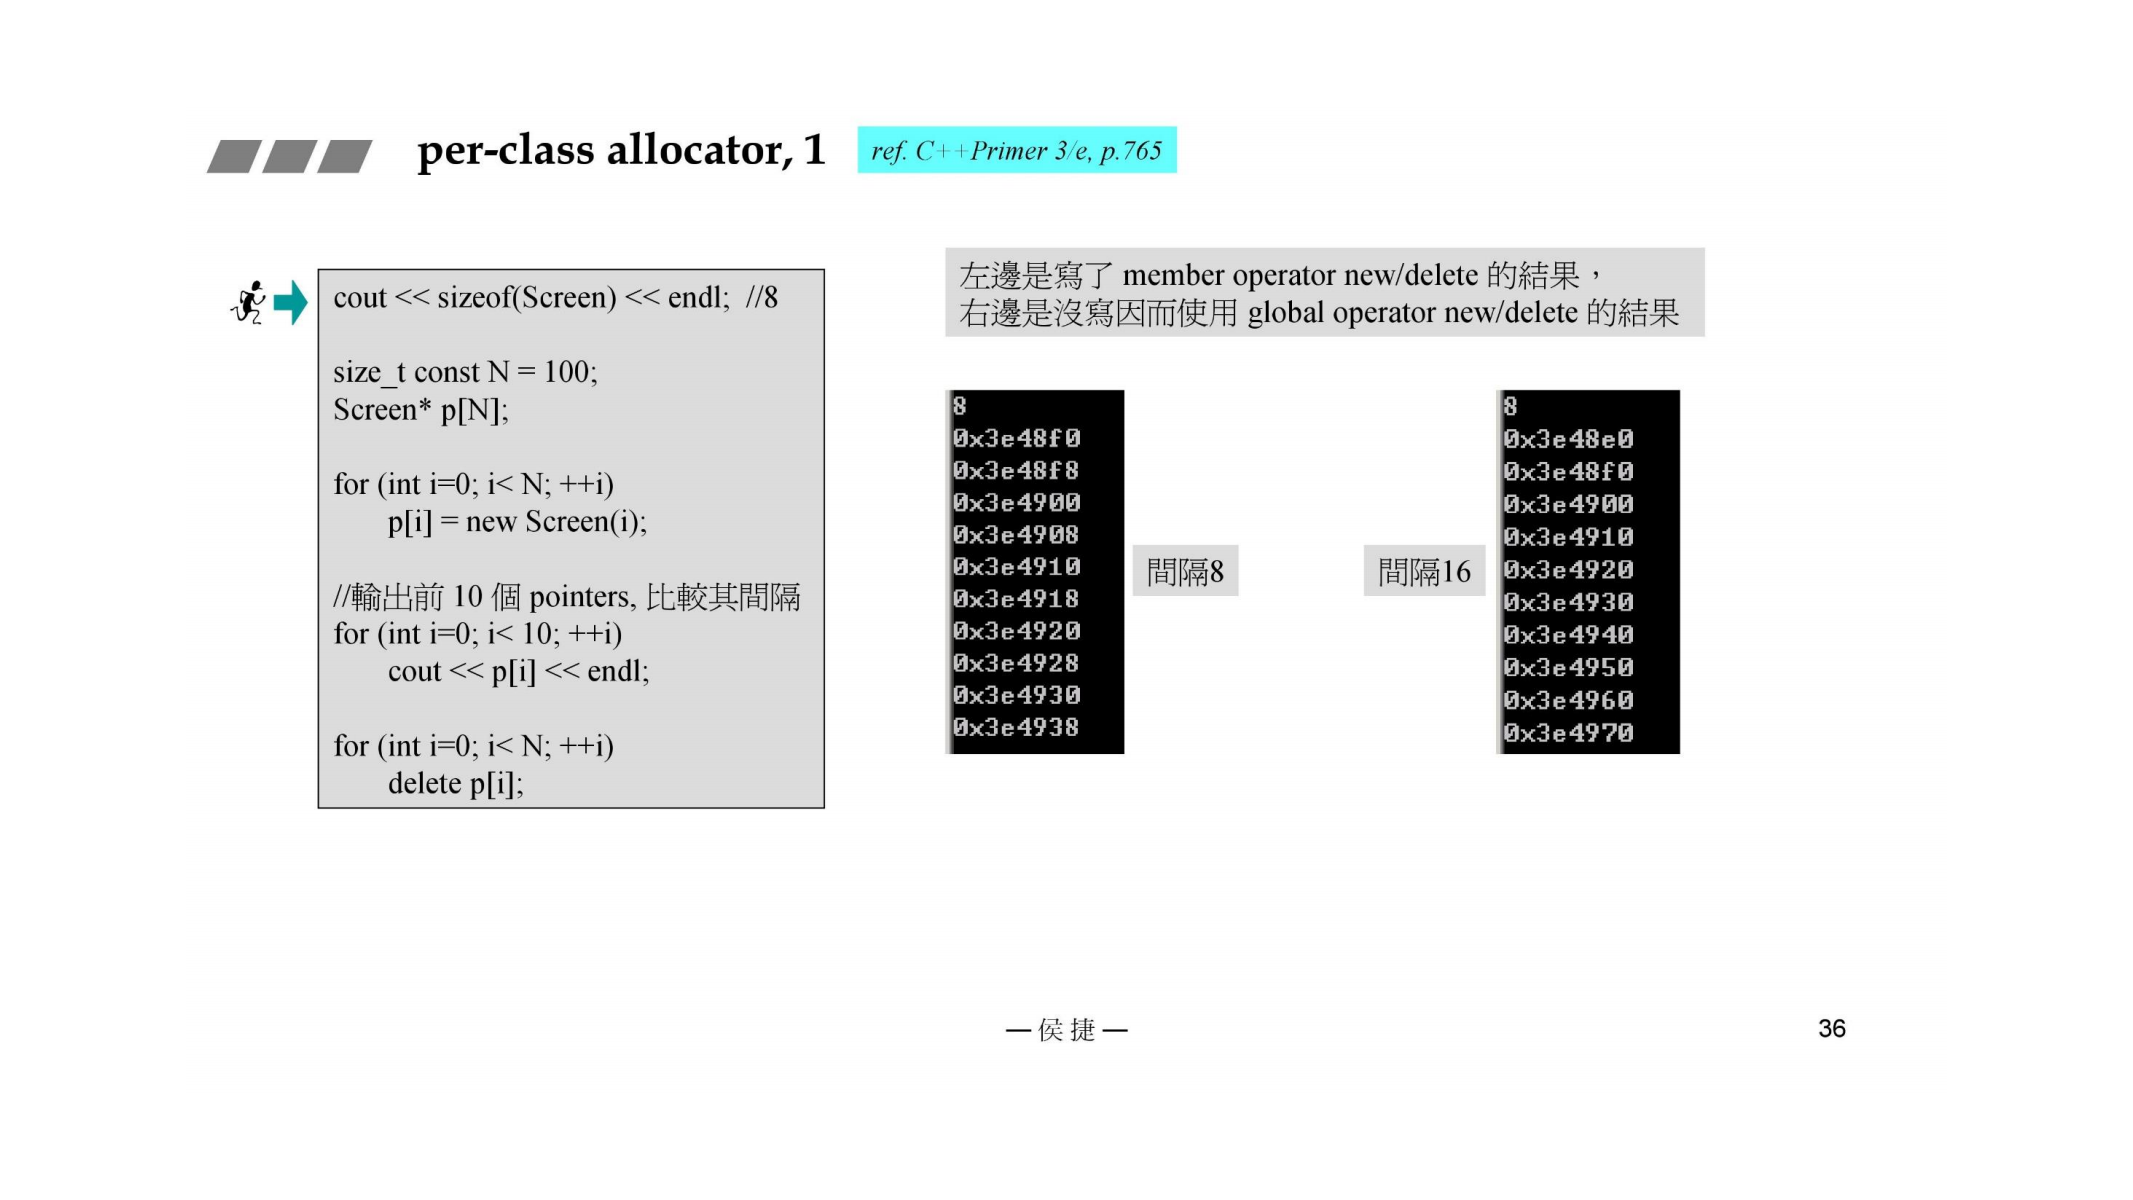 per-class allocator, 1
ref. C++Primer 3/e, p.765
cout << sizeof(Screen) << endl;  //8
size_t const N = 100;
Screen* p[N];
for (int i=0; i< N; ++i)
p[i] = new Screen(i);
//輸出前 10 個 pointers, 比較其間隔
for (int i=0; i< 10; ++i)
cout << p[i] << endl;
for (int i=0; i< N; ++i)
delete p[i];
左邊是寫了 member operator new/delete 的結果，
右邊是沒寫因而使用 global operator new/delete 的結果
8
0x3e48f0
0x3e48f8
0x3e4900
0x3e4908
0x3e4910
0x3e4918
0x3e4920
0x3e4928
0x3e4930
0x3e4938
間隔8
間隔16
8
0x3e48e0
0x3e48f0
0x3e4900
0x3e4910
0x3e4920
0x3e4930
0x3e4940
0x3e4950
0x3e4960
0x3e4970
— 侯 捷 —
36